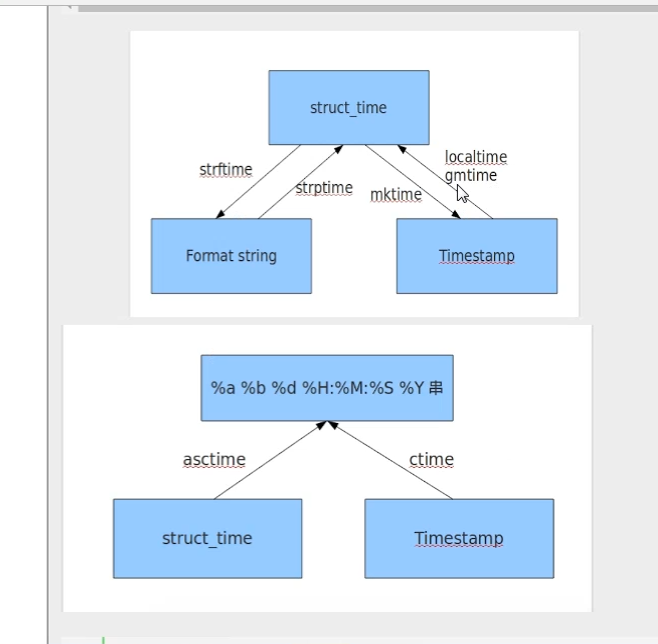 struct_time
localtime
gmtime
strftime
strptime
mktime
Format string
Timestamp
%a %b %d %H:%M:%S %Y 串
asctime
ctime
struct_time
Timestamp